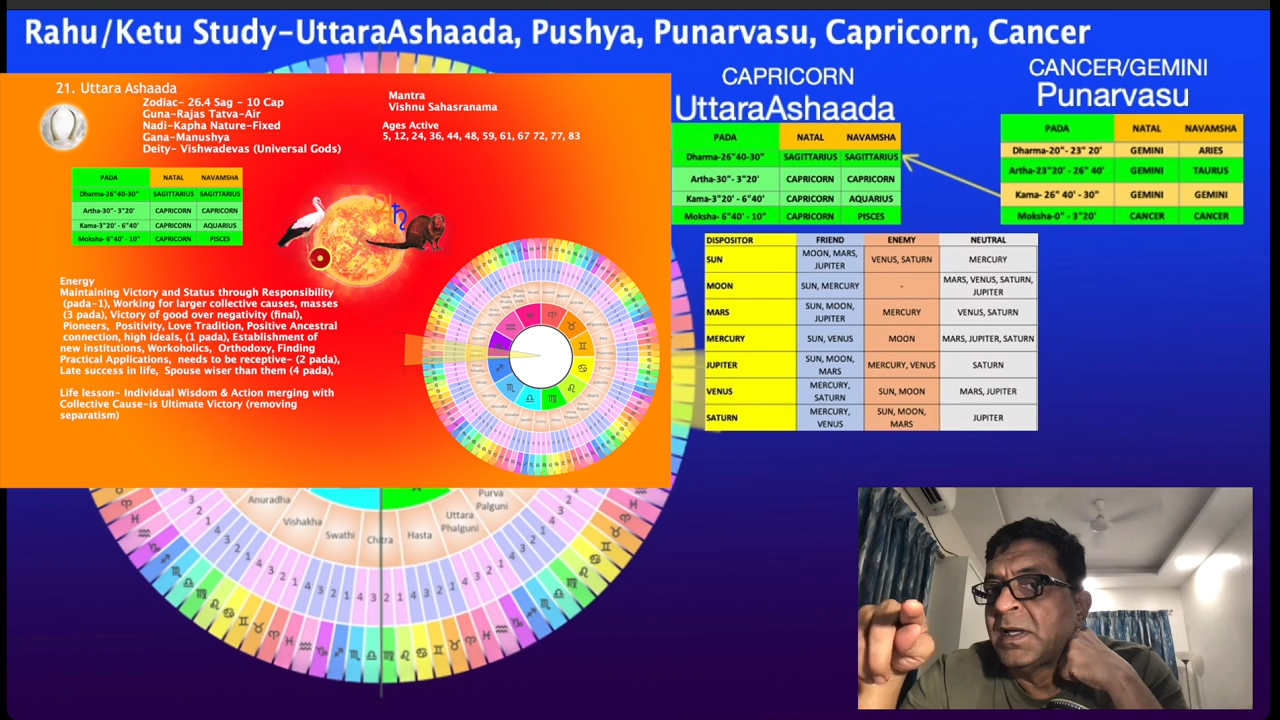 Rahu/Ketu Study-UttaraAshaada, Pushya, Punarvasu, Capricorn, Cancer
21. Uttara Ashaada
Zodiac- 26.4 Sag - 10 Cap
Guna-Rajas Tatva-Air
Nadi-Kapha Nature-Fixed
Gana-Manushya
Deity- Vishwadevas (Universal Gods)
Mantra
Vishnu Sahasranama
Ages Active
5, 12, 24, 36, 44, 48, 59, 61, 67 72, 77, 83
PADA NATAL NAVAMSHA
Dharma-26"40-30" SAGITTARIUS SAGITTARIUS
Artha-30"- 3"20' CAPRICORN CAPRICORN
Kama-3"20' - 6"40' CAPRICORN AQUARIUS
Moksha- 6"40' - 10" CAPRICORN PISCES
Energy
Maintaining Victory and Status through Responsibility
(pada-1), Working for larger collective causes, masses
(3 pada), Victory of good over negativity (final),
Pioneers, Positivity, Love Tradition, Positive Ancestral
connection, high ideals, (1 pada), Establishment of
new institutions, Workoholics, Orthodoxy, Finding
Practical Applications, needs to be receptive- (2 pada),
Late success in life, Spouse wiser than them (4 pada),
Life lesson- Individual Wisdom & Action merging with
Collective Cause-is Ultimate Victory (removing
separatism)
CAPRICORN
UttaraAshaada
PADA NATAL NAVAMSHA
Dharma-26"40-30" SAGITTARIUS SAGITTARIUS
Artha-30"- 3"20' CAPRICORN CAPRICORN
Kama-3"20' - 6"40' CAPRICORN AQUARIUS
Moksha- 6"40' - 10" CAPRICORN PISCES
CANCER/GEMINI
Punarvasu
PADA NATAL NAVAMSHA
Dharma-20"- 23" 20' GEMINI ARIES
Artha-23"20' - 26" 40' GEMINI TAURUS
Kama- 26" 40' - 30" GEMINI GEMINI
Moksha-0" - 3"20' CANCER CANCER
DISPOSITOR FRIEND ENEMY NEUTRAL
SUN MOON, MARS, JUPITER VENUS, SATURN MERCURY
MOON SUN, MERCURY - MARS, VENUS, SATURN, JUPITER
MARS SUN, MOON, JUPITER MERCURY VENUS, SATURN
MERCURY SUN, VENUS MOON MARS, JUPITER, SATURN
JUPITER SUN, MOON, MARS MERCURY, VENUS SATURN
VENUS MERCURY, SATURN SUN, MOON MARS, JUPITER
SATURN MERCURY, VENUS SUN, MOON, MARS JUPITER
Anuradha
Vishakha
Swathi
Chitra
Hasta
Uttara
Phalguni
Purva
Palguni